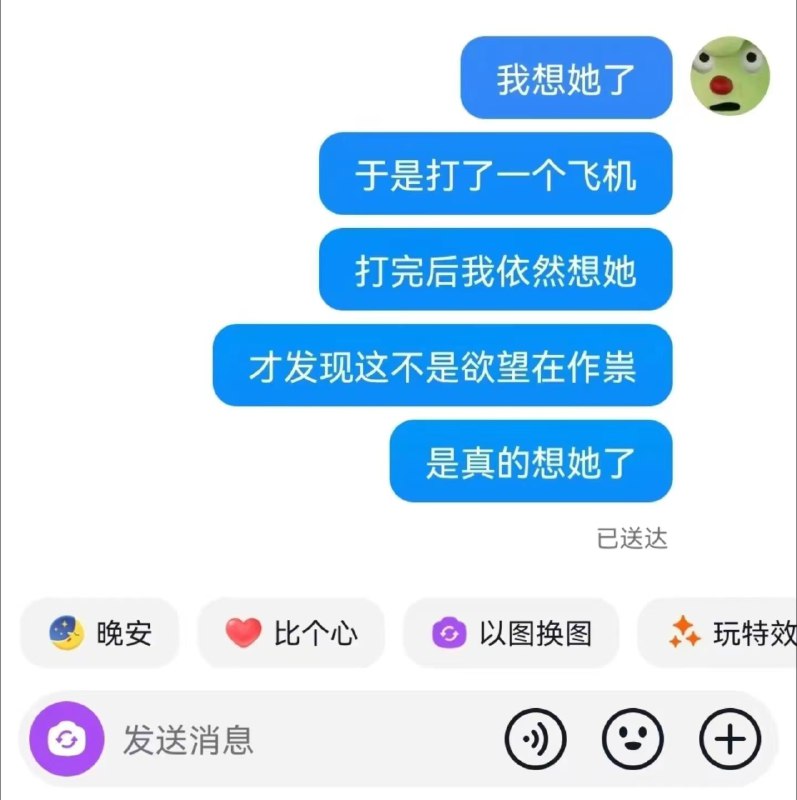 我想她了
于是打了一个飞机
打完后我依然想她
才发现这不是欲望在作祟
是真的想她了
已送达
晚安
比个心
以图换图
玩特效
发送消息